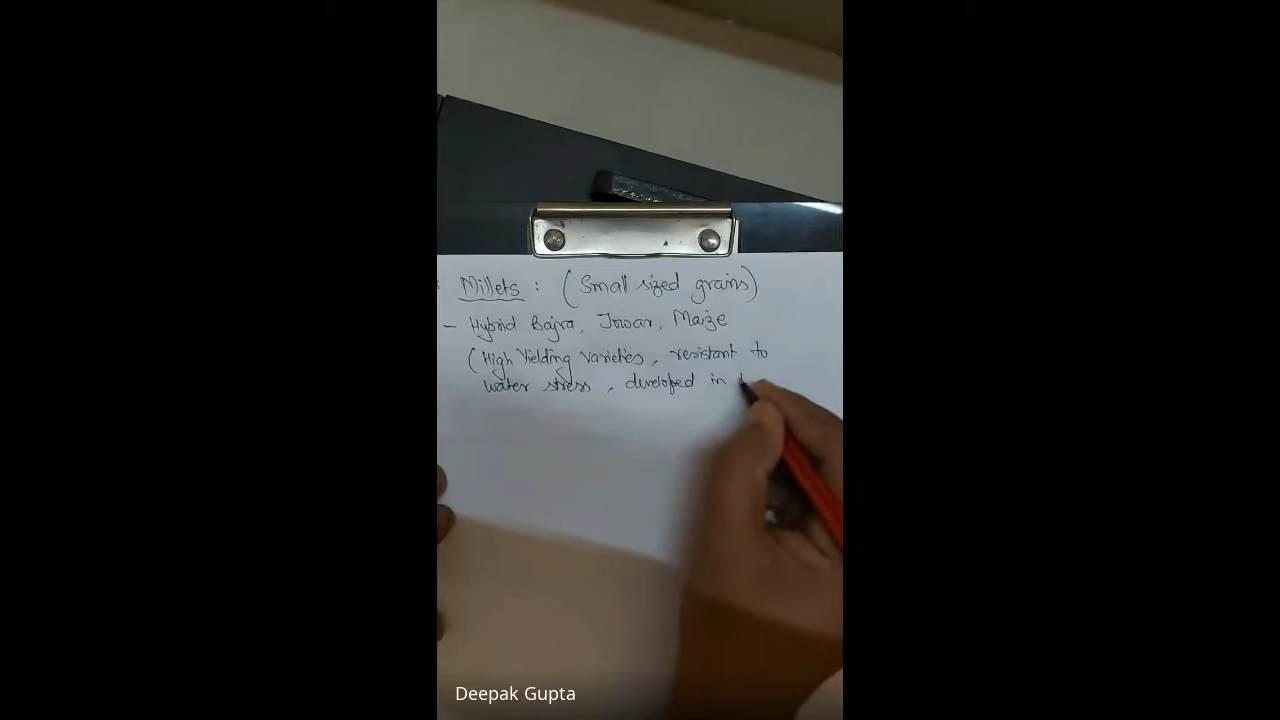 Millets : (Small sized grains)
- Hybrid Bajra, Jowar, Maize
(High Yielding Varieties, resistant to
water stress, developed in
Deepak Gupta